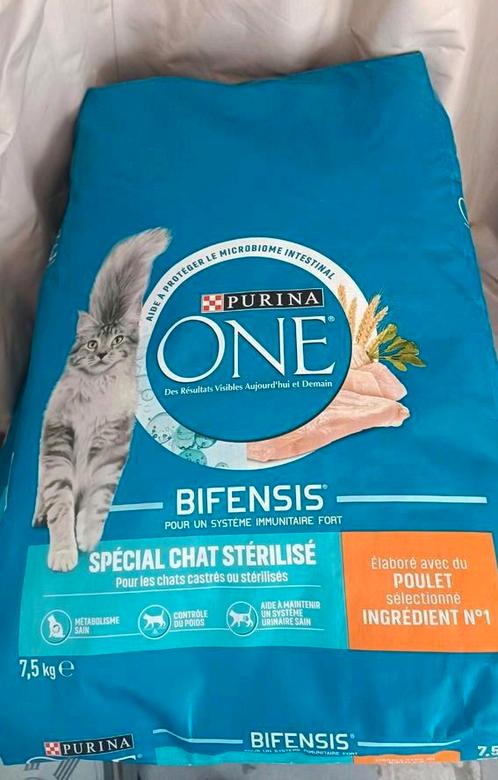 AIDE À PROTÉGER LE MICROBIOME INTESTINAL
PURINA
ONE®
Des Résultats Visibles Aujourd'hui et Demain
BIFENSIS®
POUR UN SYSTÈME IMMUNITAIRE FORT
SPÉCIAL CHAT STÉRILISÉ
Pour les chats castrés ou stérilisés
MÉTABOLISME
SAIN
CONTRÔLE
DU POIDS
AIDE À MAINTENIR
UN SYSTÈME
URINAIRE SAIN
Élaboré avec du
POULET
sélectionné
INGRÉDIENT N°1
7,5 kg e
PURINA
BIFENSIS®
7,5